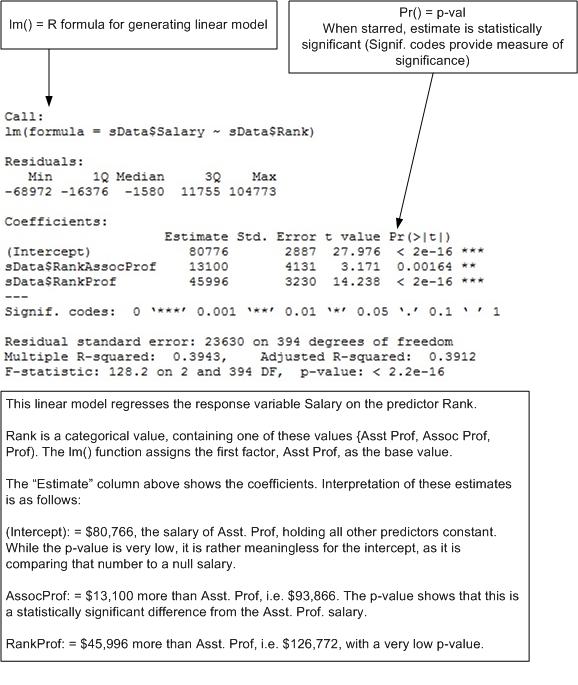 lm() = R formula for generating linear model
Pr() = p-val
When starred, estimate is statistically
significant (Signif. codes provide measure of
significance)
Call:
lm(formula = sData$Salary ~ sData$Rank)
Residuals:
Min 1Q Median 3Q Max
-68972 -16376 -1580 11755 104773
Coefficients:
Estimate Std. Error t value Pr(>|t|)
(Intercept) 80776 2887 27.976 < 2e-16 ***
sData$RankAssocProf 13100 4131 3.171 0.00164 **
sData$RankProf 45996 3230 14.238 < 2e-16 ***
---
Signif. codes: 0 '***' 0.001 '**' 0.01 '*' 0.05 '.' 0.1 ' ' 1
Residual standard error: 23630 on 394 degrees of freedom
Multiple R-squared: 0.3943, Adjusted R-squared: 0.3912
F-statistic: 128.2 on 2 and 394 DF, p-value: < 2.2e-16
This linear model regresses the response variable Salary on the predictor Rank.
Rank is a categorical value, containing one of these values {Asst Prof, Assoc Prof,
Prof). The lm() function assigns the first factor, Asst Prof, as the base value.
The “Estimate” column above shows the coefficients. Interpretation of these estimates
is as follows:
(Intercept): = $80,766, the salary of Asst. Prof, holding all other predictors constant.
While the p-value is very low, it is rather meaningless for the intercept, as it is
comparing that number to a null salary.
AssocProf: = $13,100 more than Asst. Prof, i.e. $93,866. The p-value shows that this is
a statistically significant difference from the Asst. Prof. salary.
RankProf: = $45,996 more than Asst. Prof, i.e. $126,772, with a very low p-value.